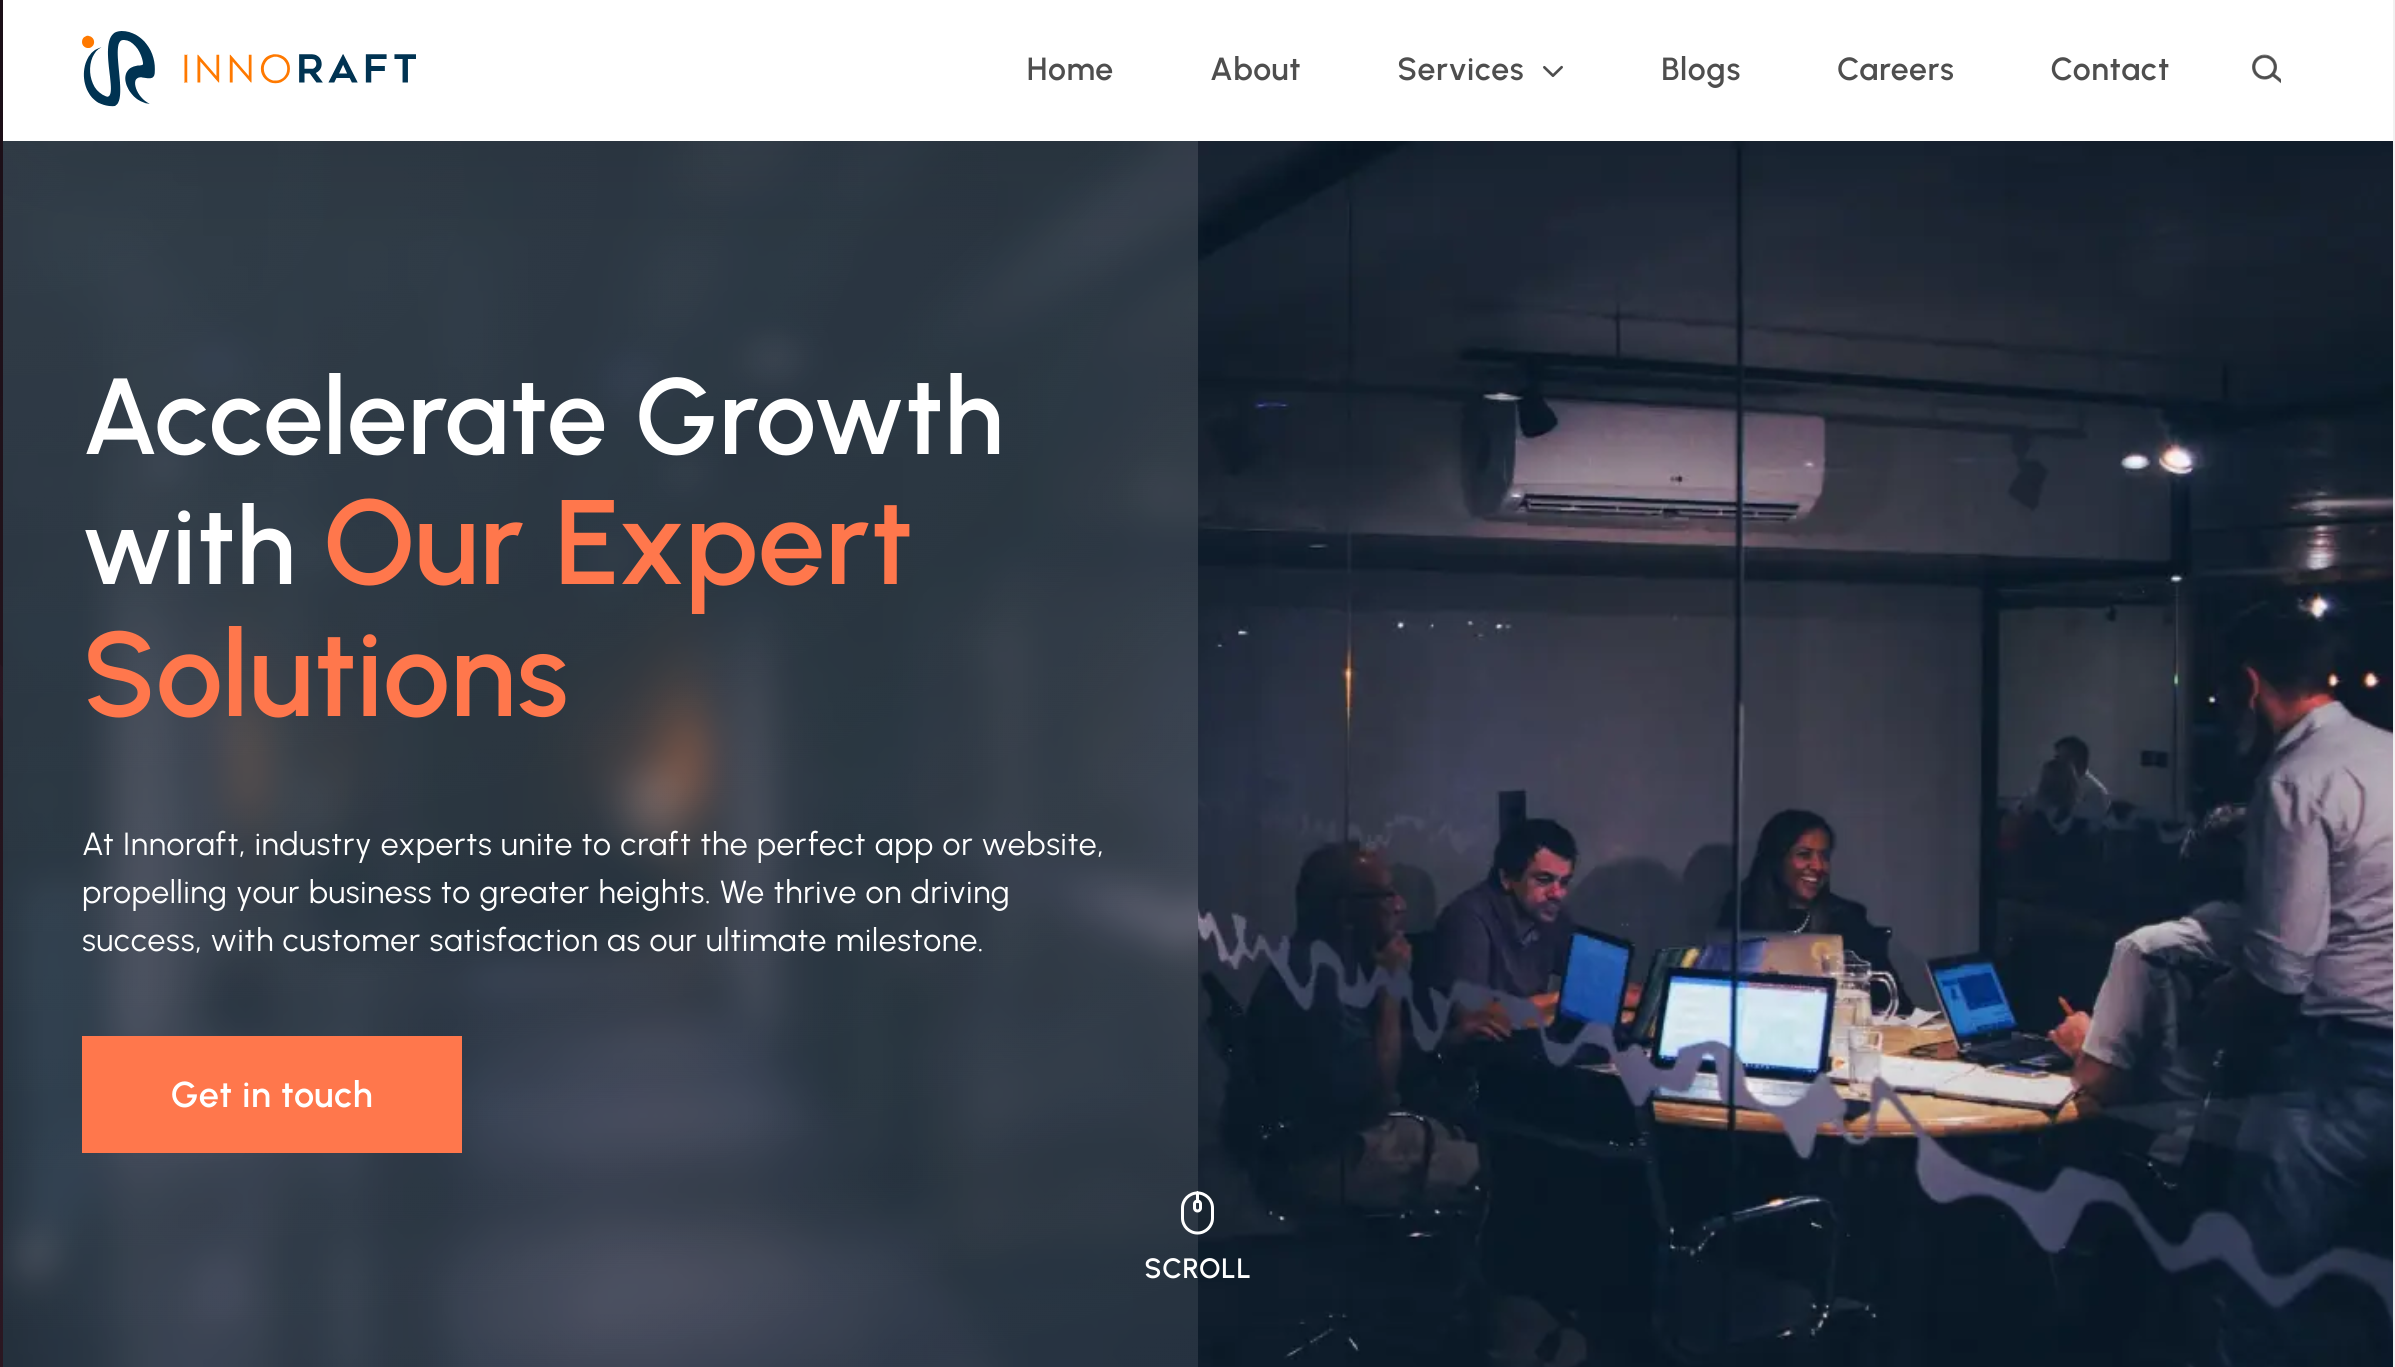 INNORAFT
Home About Services Blogs Careers Contact
Accelerate Growth
with Our Expert
Solutions
At Innoraft, industry experts unite to craft the perfect app or website,
propelling your business to greater heights. We thrive on driving
success, with customer satisfaction as our ultimate milestone.
Get in touch
SCROLL